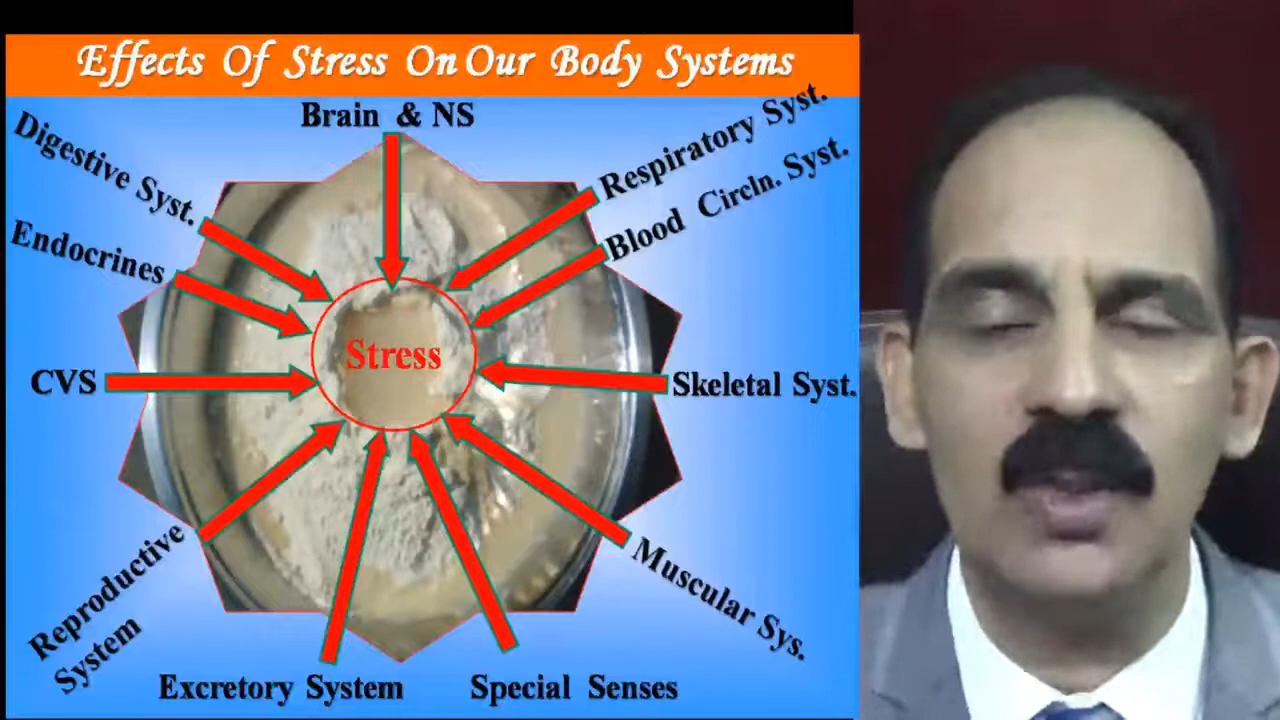 Effects Of Stress On Our Body Systems
Brain & NS
Digestive Syst.
Respiratory Syst.
Blood Circln. Syst.
Endocrines
Stress
CVS
Skeletal Syst.
Reproductive
System
Muscular Sys.
Excretory System
Special Senses